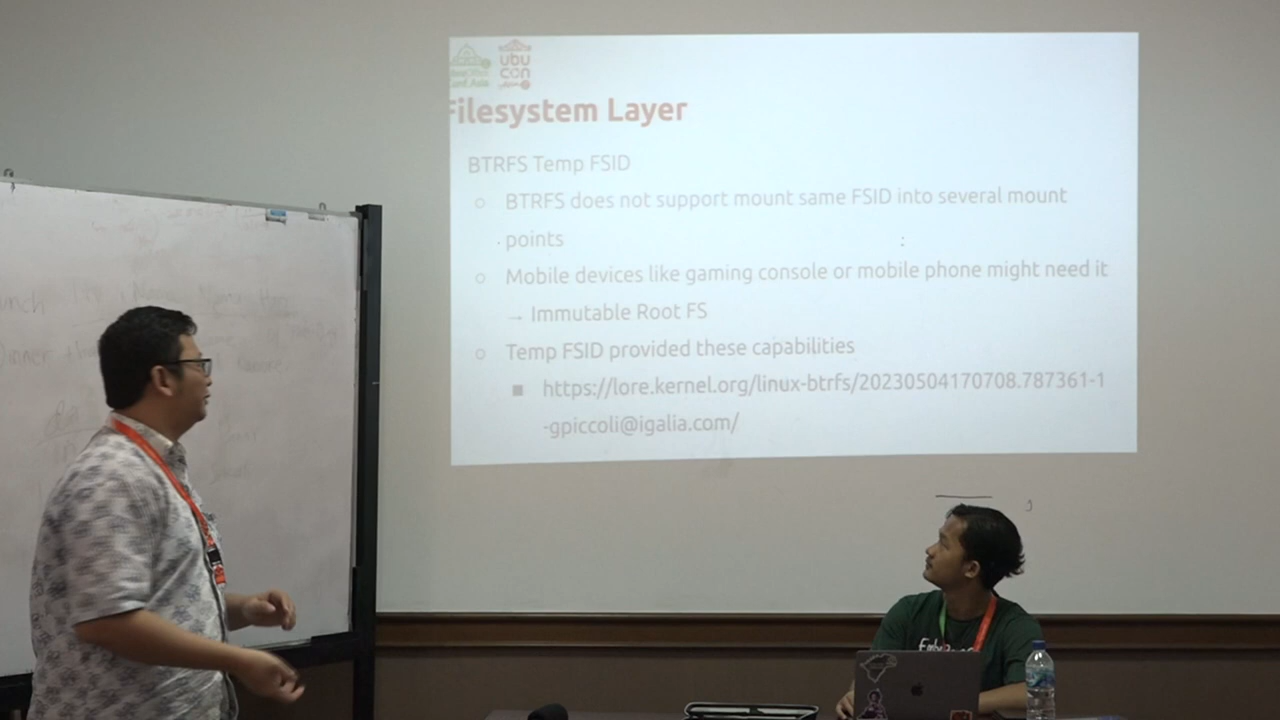 ubu
con
Filesystem Layer
BTRFS Temp FSID
○ BTRFS does not support mount same FSID into several mount
points
○ Mobile devices like gaming console or mobile phone might need it
→ Immutable Root FS
○ Temp FSID provided these capabilities
■ https://lore.kernel.org/linux-btrfs/20230504170708.787361-1
-gpiccoli@igalia.com/